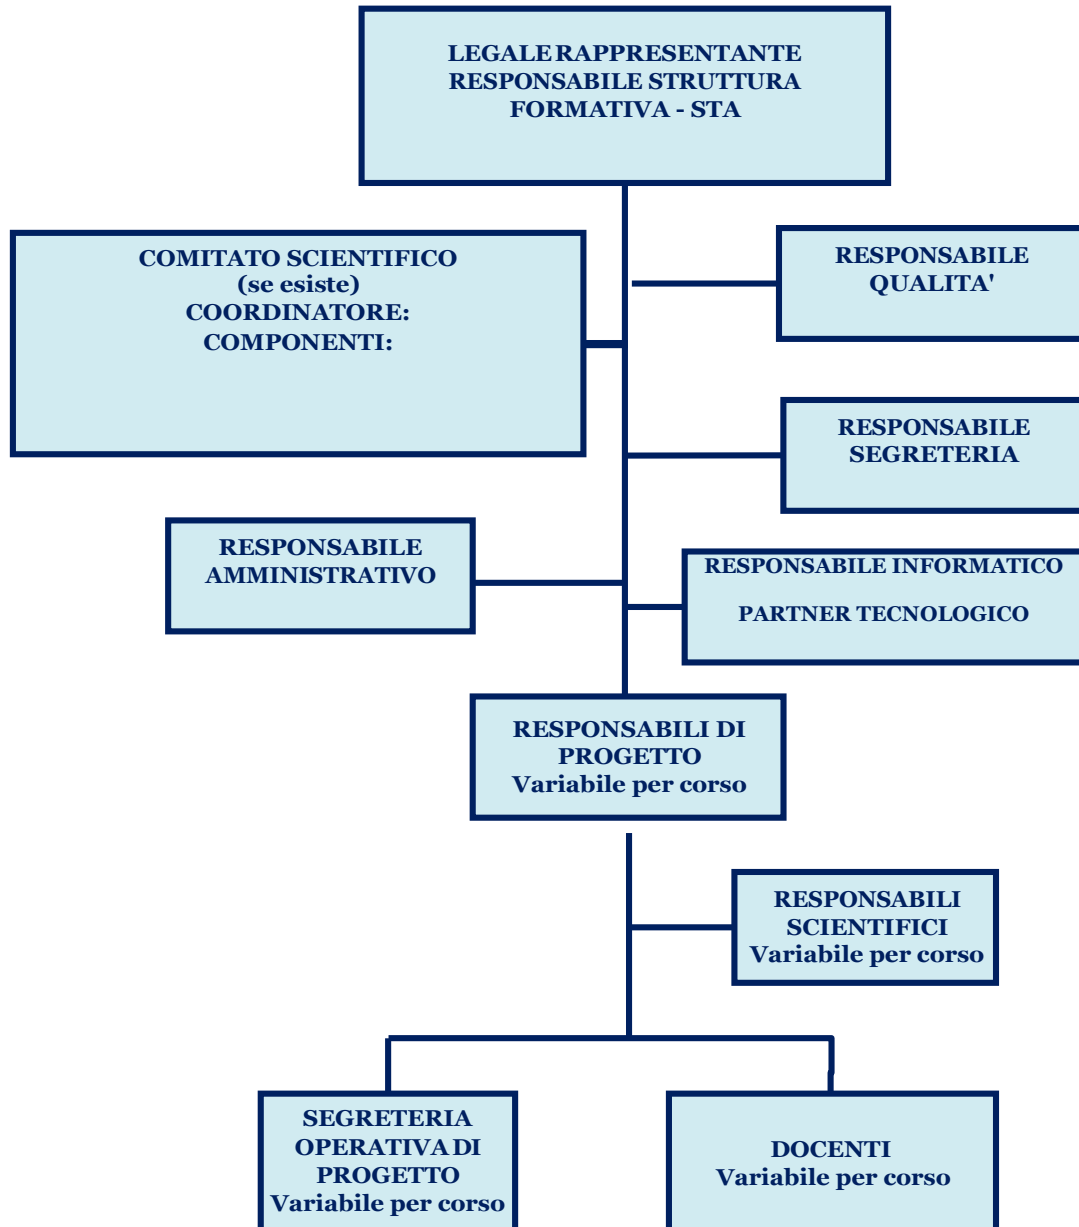 LEGALE RAPPRESENTANTE
RESPONSABILE STRUTTURA
FORMATIVA - STA
COMITATO SCIENTIFICO
(se esiste)
COORDINATORE:
COMPONENTI:
RESPONSABILE
QUALITA'
RESPONSABILE
SEGRETERIA
RESPONSABILE
AMMINISTRATIVO
RESPONSABILE INFORMATICO
PARTNER TECNOLOGICO
RESPONSABILI DI
PROGETTO
Variabile per corso
RESPONSABILI
SCIENTIFICI
Variabile per corso
SEGRETERIA
OPERATIVA DI
PROGETTO
Variabile per corso
DOCENTI
Variabile per corso